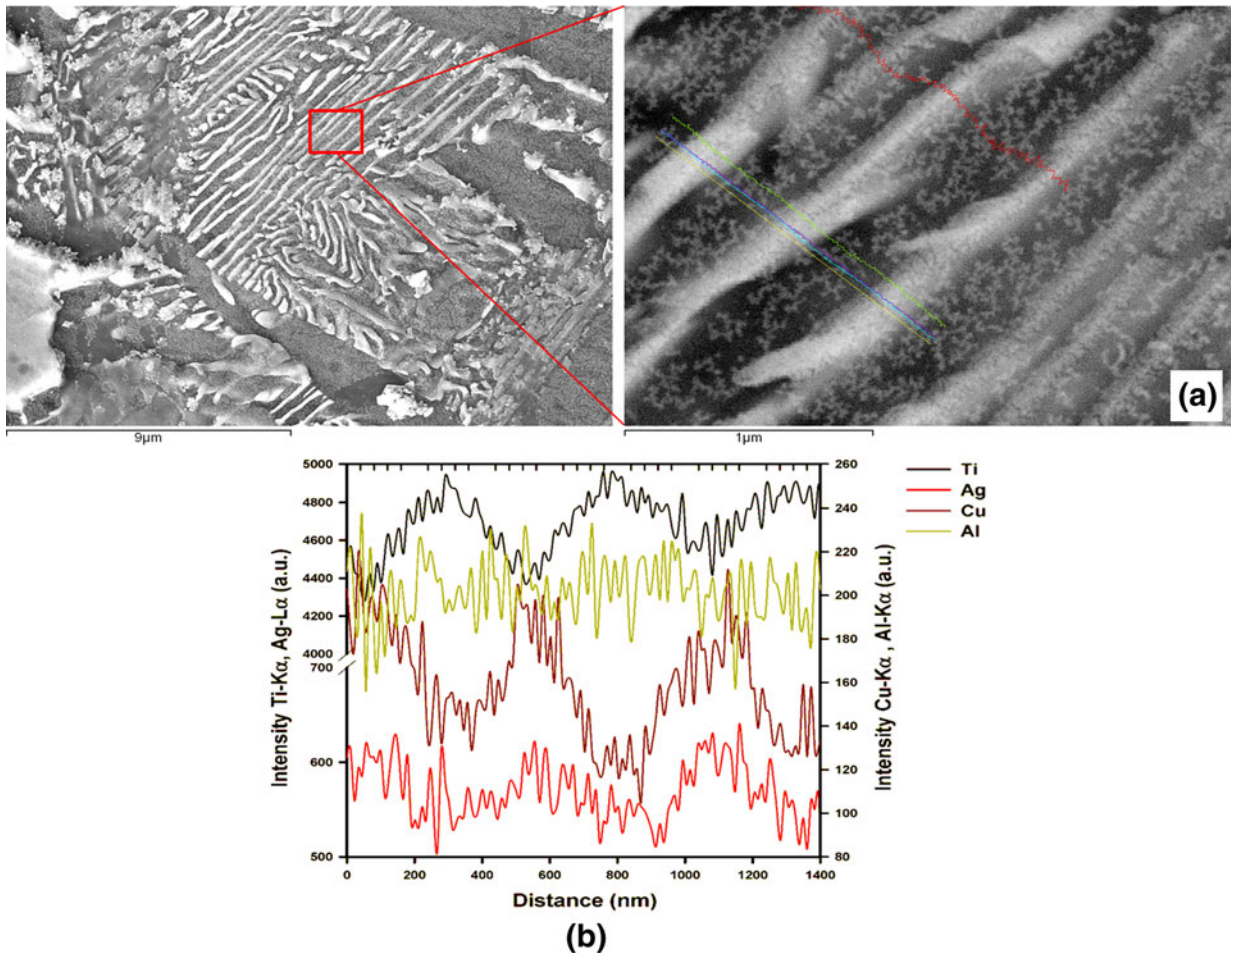 (a)
9μm
1μm
5000
4800
4600
4400
4200
4000
700
600
500
260
240
220
200
180
160
140
120
100
80
0 200 400 600 800 1000 1200 1400
Intensity Ti-Kα, Ag-Lα (a.u.)
Intensity Cu-Kα , Al-Kα (a.u.)
Distance (nm)
Ti
Ag
Cu
Al
(b)